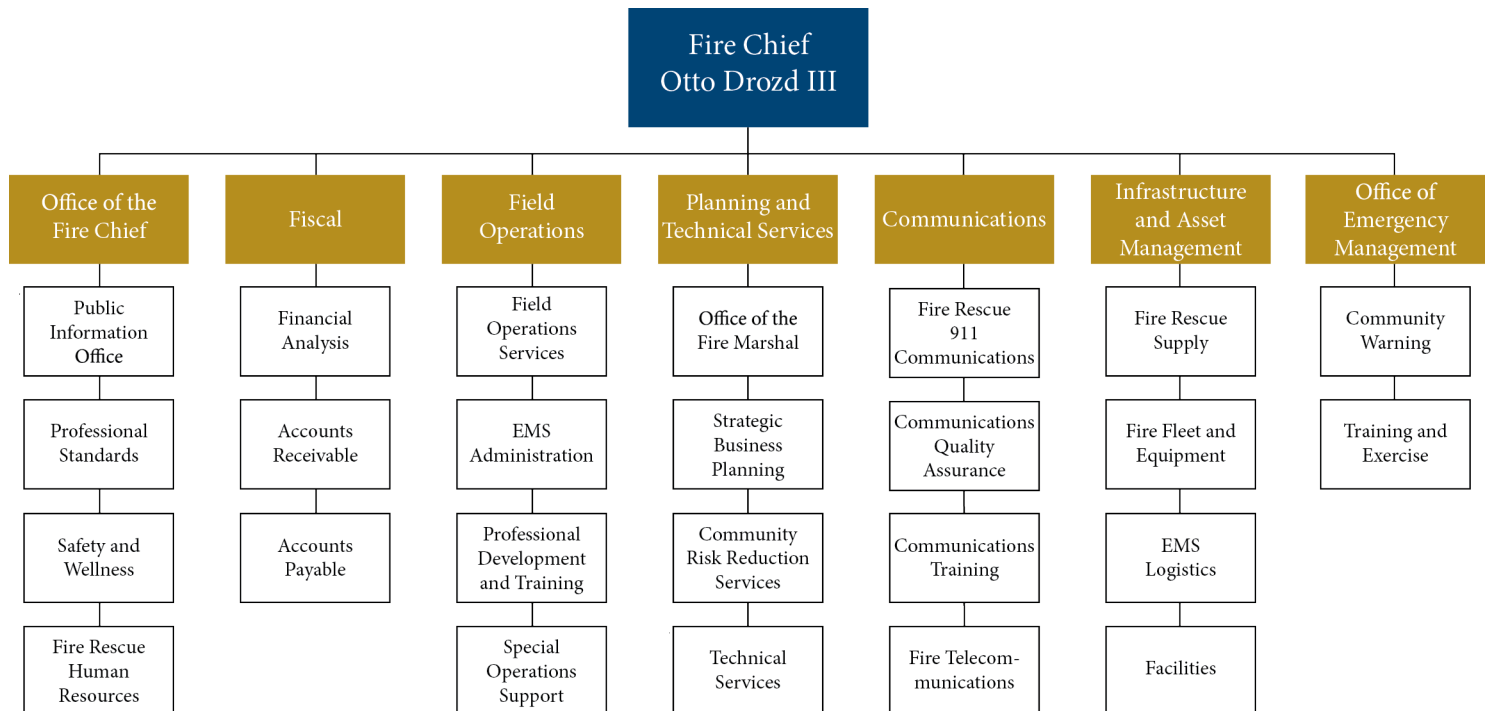 Fire Chief
Otto Drozd III
Office of the
Fire Chief
Fiscal
Field
Operations
Planning and
Technical Services
Communications
Infrastructure
and Asset
Management
Office of
Emergency
Management
Public
Information
Office
Financial
Analysis
Field
Operations
Services
Office of the
Fire Marshal
Fire Rescue
911
Communications
Fire Rescue
Supply
Community
Warning
Professional
Standards
Accounts
Receivable
EMS
Administration
Strategic
Business
Planning
Communications
Quality
Assurance
Fire Fleet and
Equipment
Training and
Exercise
Safety and
Wellness
Accounts
Payable
Professional
Development
and Training
Community
Risk Reduction
Services
Communications
Training
EMS
Logistics
Fire Rescue
Human
Resources
Special
Operations
Support
Technical
Services
Fire Telecom-
munications
Facilities